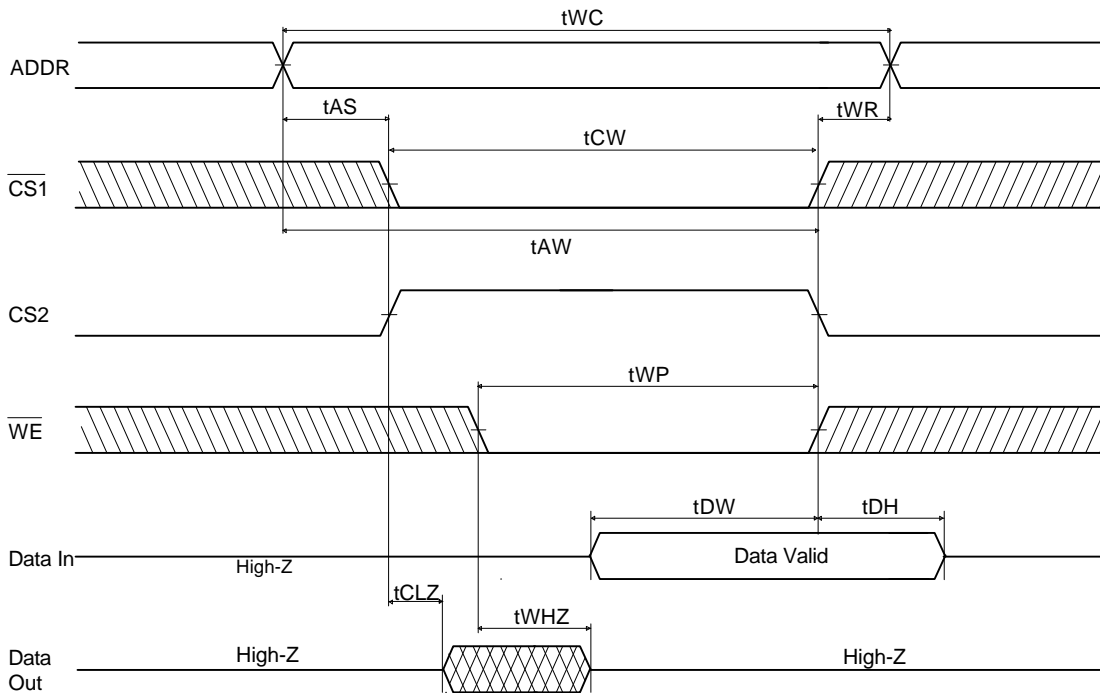 tWC
ADDR
tAS
tWR
tCW
CS1
tAW
CS2
tWP
WE
tDW
tDH
Data In
High-Z
Data Valid
tCLZ
tWHZ
Data
Out
High-Z
High-Z